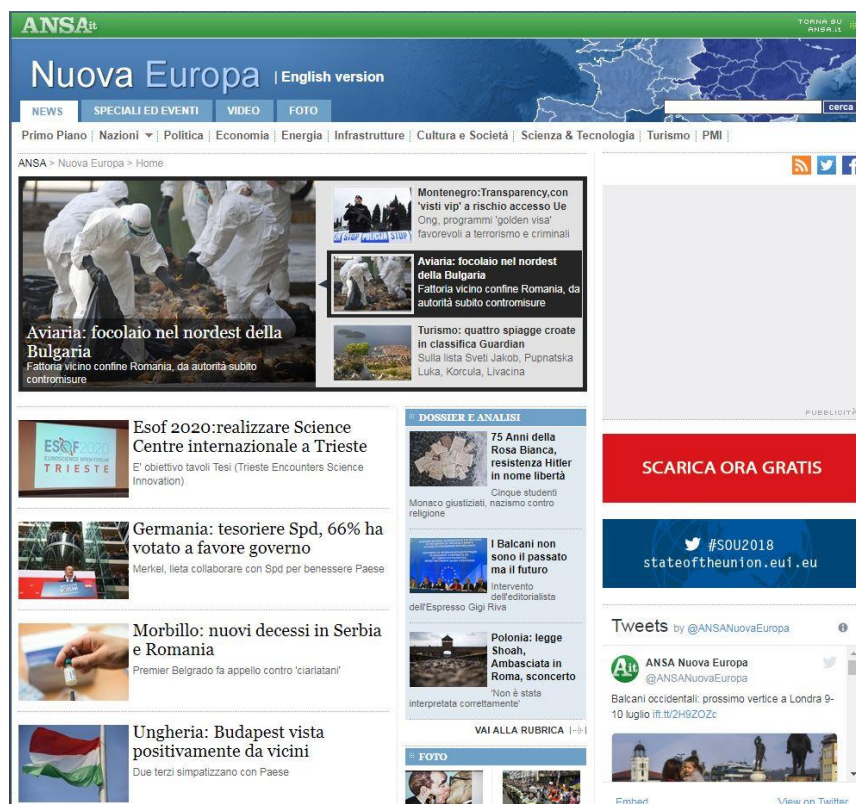 ANSA.it
TORNA SU
ANSA.it
Nuova Europa | English version
NEWS SPECIALI ED EVENTI VIDEO FOTO
cerca
Primo Piano | Nazioni | Politica | Economia | Energia | Infrastrutture | Cultura e Società | Scienza & Tecnologia | Turismo | PMI |
ANSA > Nuova Europa > Home
Aviaria: focolaio nel nordest della
Bulgaria
Fattoria vicino confine Romania, da autorità subito
contromisure
Montenegro:Transparency,con
'visti vip' a rischio accesso Ue
Ong, programmi 'golden visa'
favorevoli a terrorismo e criminali
STOP POLICIJA STOP
Aviaria: focolaio nel nordest
della Bulgaria
Fattoria vicino confine Romania, da
autorità subito contromisure
Turismo: quattro spiagge croate
in classifica Guardian
Sulla lista Sveti Jakob, Pupnatska
Luka, Korcula, Livacina
PUBBLICITÀ
ESOF2020
EUROSCIENCE OPEN FORUM
TRIESTE
Esof 2020:realizzare Science
Centre internazionale a Trieste
E' obiettivo tavoli Tesi (Trieste Encounters Science
Innovation)
Germania: tesoriere Spd, 66% ha
votato a favore governo
Merkel, lieta collaborare con Spd per benessere Paese
Morbillo: nuovi decessi in Serbia
e Romania
Premier Belgrado fa appello contro 'ciarlatani'
Ungheria: Budapest vista
positivamente da vicini
Due terzi simpatizzano con Paese
DOSSIER E ANALISI
75 Anni della
Rosa Bianca,
resistenza Hitler
in nome libertà
Cinque studenti
Monaco giustiziati, nazismo contro
religione
I Balcani non
sono il passato
ma il futuro
Intervento
dell'editorialista
dell'Espresso Gigi Riva
Polonia: legge
Shoah,
Ambasciata in
Roma, sconcerto
'Non è stata
interpretata correttamente'
VAI ALLA RUBRICA
FOTO
SCARICA ORA GRATIS
#SOU2018
stateoftheunion.eui.eu
Tweets by @ANSANuovaEuropa
Ait
ANSA Nuova Europa
@ANSANuovaEuropa
Balcani occidentali: prossimo vertice a Londra 9-
10 luglio ift.tt/2H9ZOZc
Embed View on Twitter